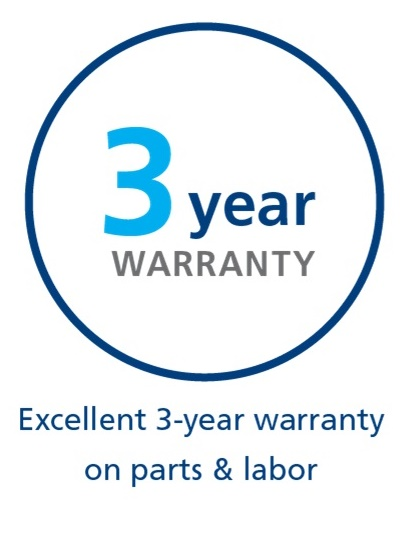 3 year
WARRANTY
Excellent 3-year warranty
on parts & labor